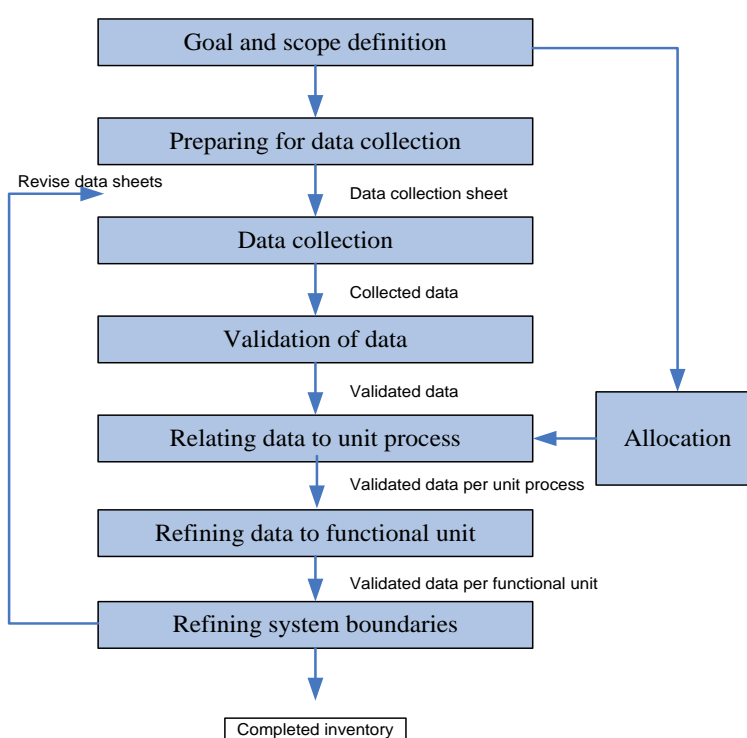 Goal and scope definition
Preparing for data collection
Revise data sheets
Data collection sheet
Data collection
Collected data
Validation of data
Validated data
Relating data to unit process
Allocation
Validated data per unit process
Refining data to functional unit
Validated data per functional unit
Refining system boundaries
Completed inventory